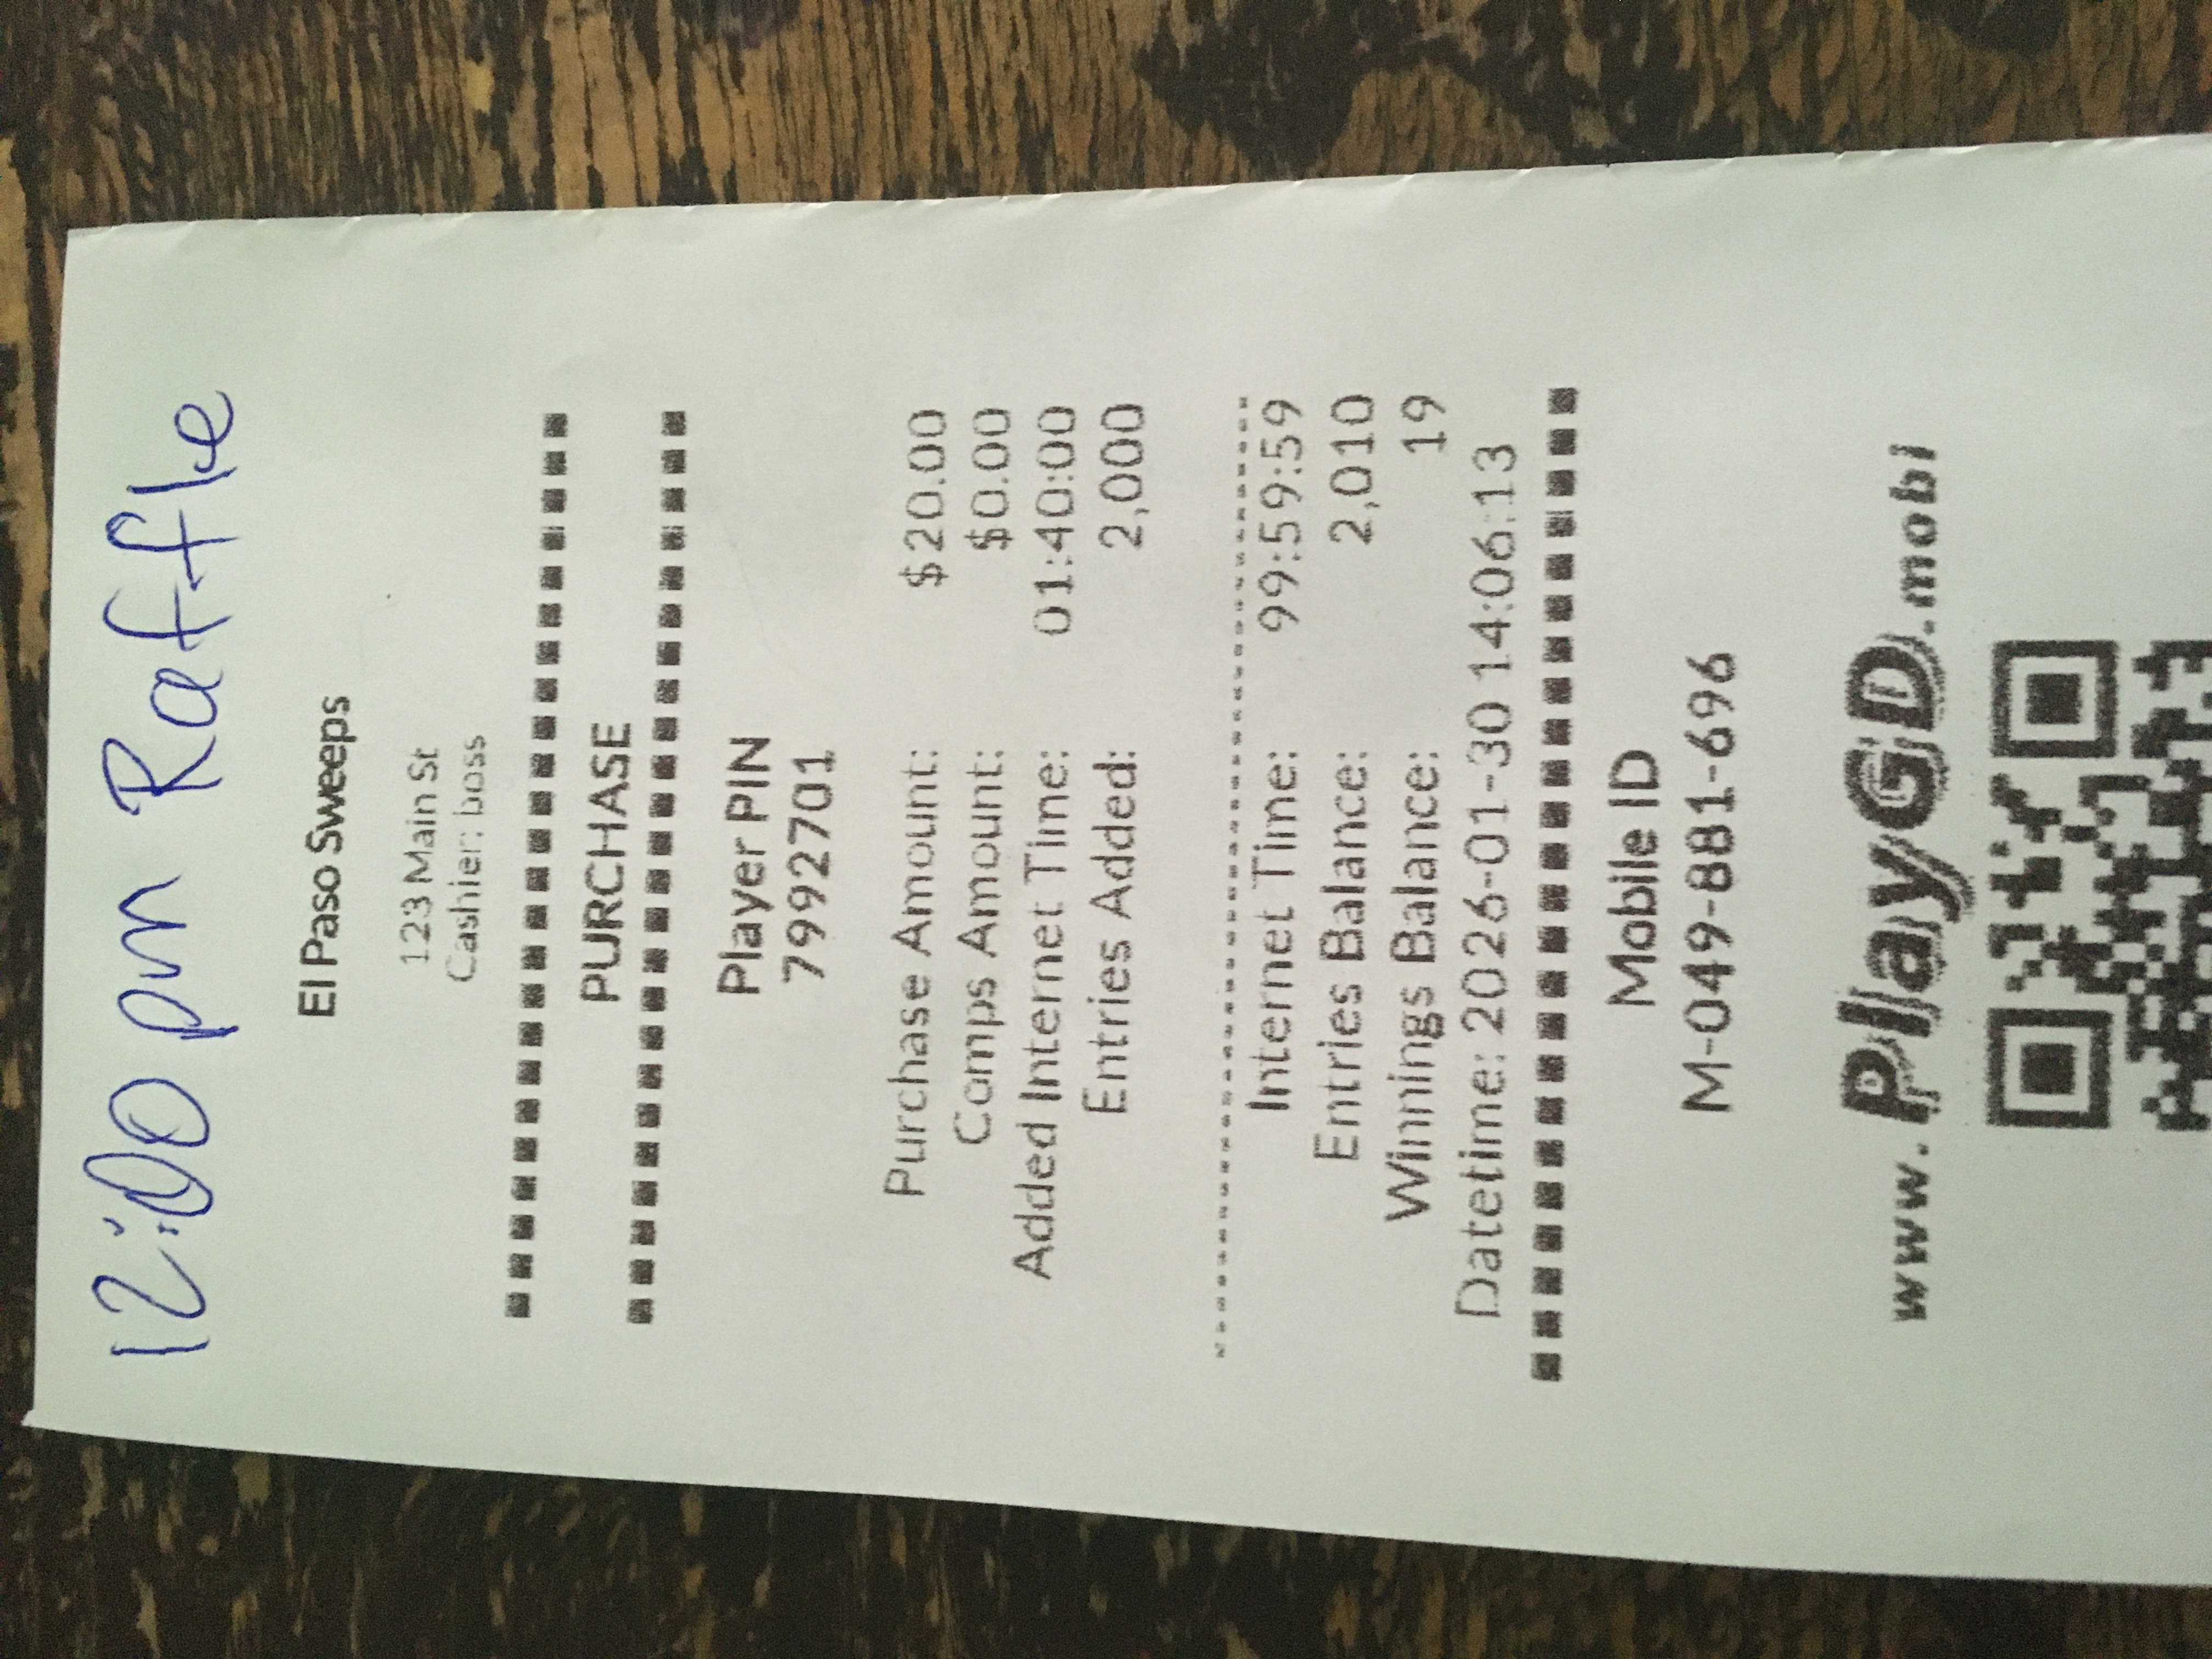 12:00 pm Raffle
El Paso Sweeps
123 Main St
Cashier: boss
PURCHASE
Player PIN
7992701
Purchase Amount: $20.00
Comps Amount: $0.00
Added Internet Time: 01:40:00
Entries Added: 2,000
Internet Time: 99:59:59
Entries Balance: 2,010
Winnings Balance: 19
Datetime: 2026-01-30 14:06:13
Mobile ID
M-049-881-696
www.PlayGD.mobi